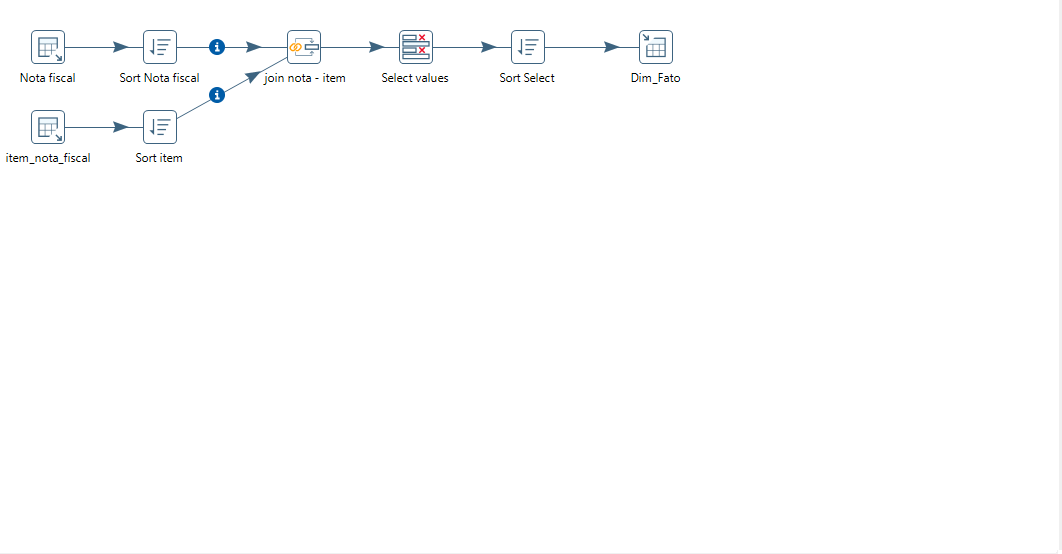 Nota fiscal
Sort Nota fiscal
join nota - item
Select values
Sort Select
Dim_Fato
item_nota_fiscal
Sort item